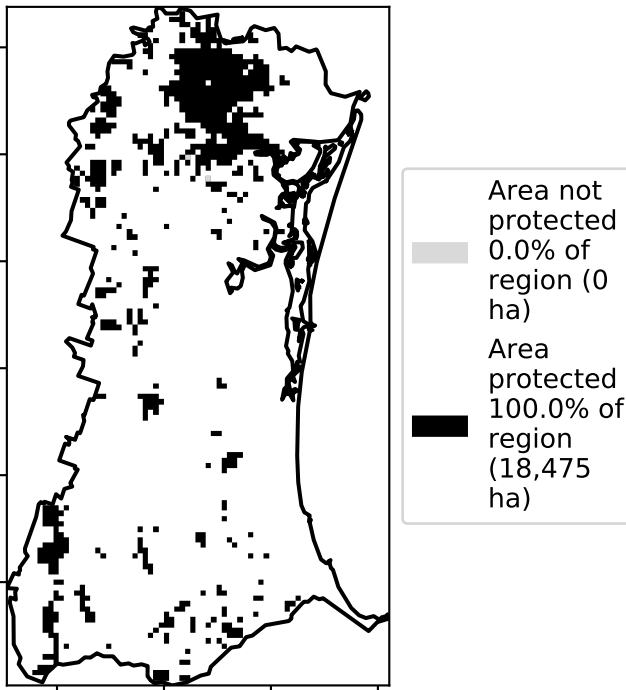 Area not
protected
0.0% of
region (0
ha)
Area
protected
100.0% of
region
(18,475
ha)